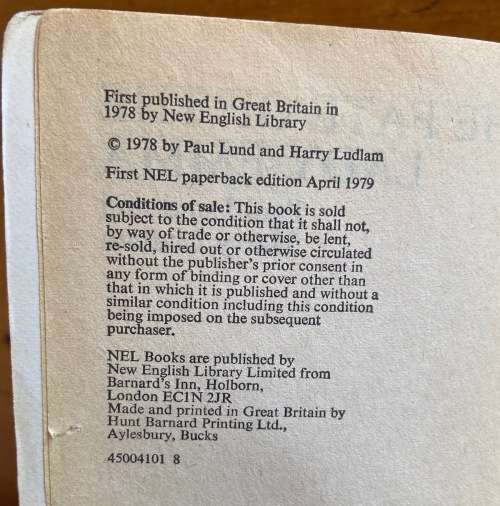 First published in Great Britain in
1978 by New English Library
© 1978 by Paul Lund and Harry Ludlam
First NEL paperback edition April 1979
Conditions of sale: This book is sold
subject to the condition that it shall not,
by way of trade or otherwise, be lent,
re-sold, hired out or otherwise circulated
without the publisher's prior consent in
any form of binding or cover other than
that in which it is published and without a
similar condition including this condition
being imposed on the subsequent
purchaser.
NEL Books are published by
New English Library Limited from
Barnard's Inn, Holborn,
London EC1N 2JR
Made and printed in Great Britain by
Hunt Barnard Printing Ltd.,
Aylesbury, Bucks
45004101 8